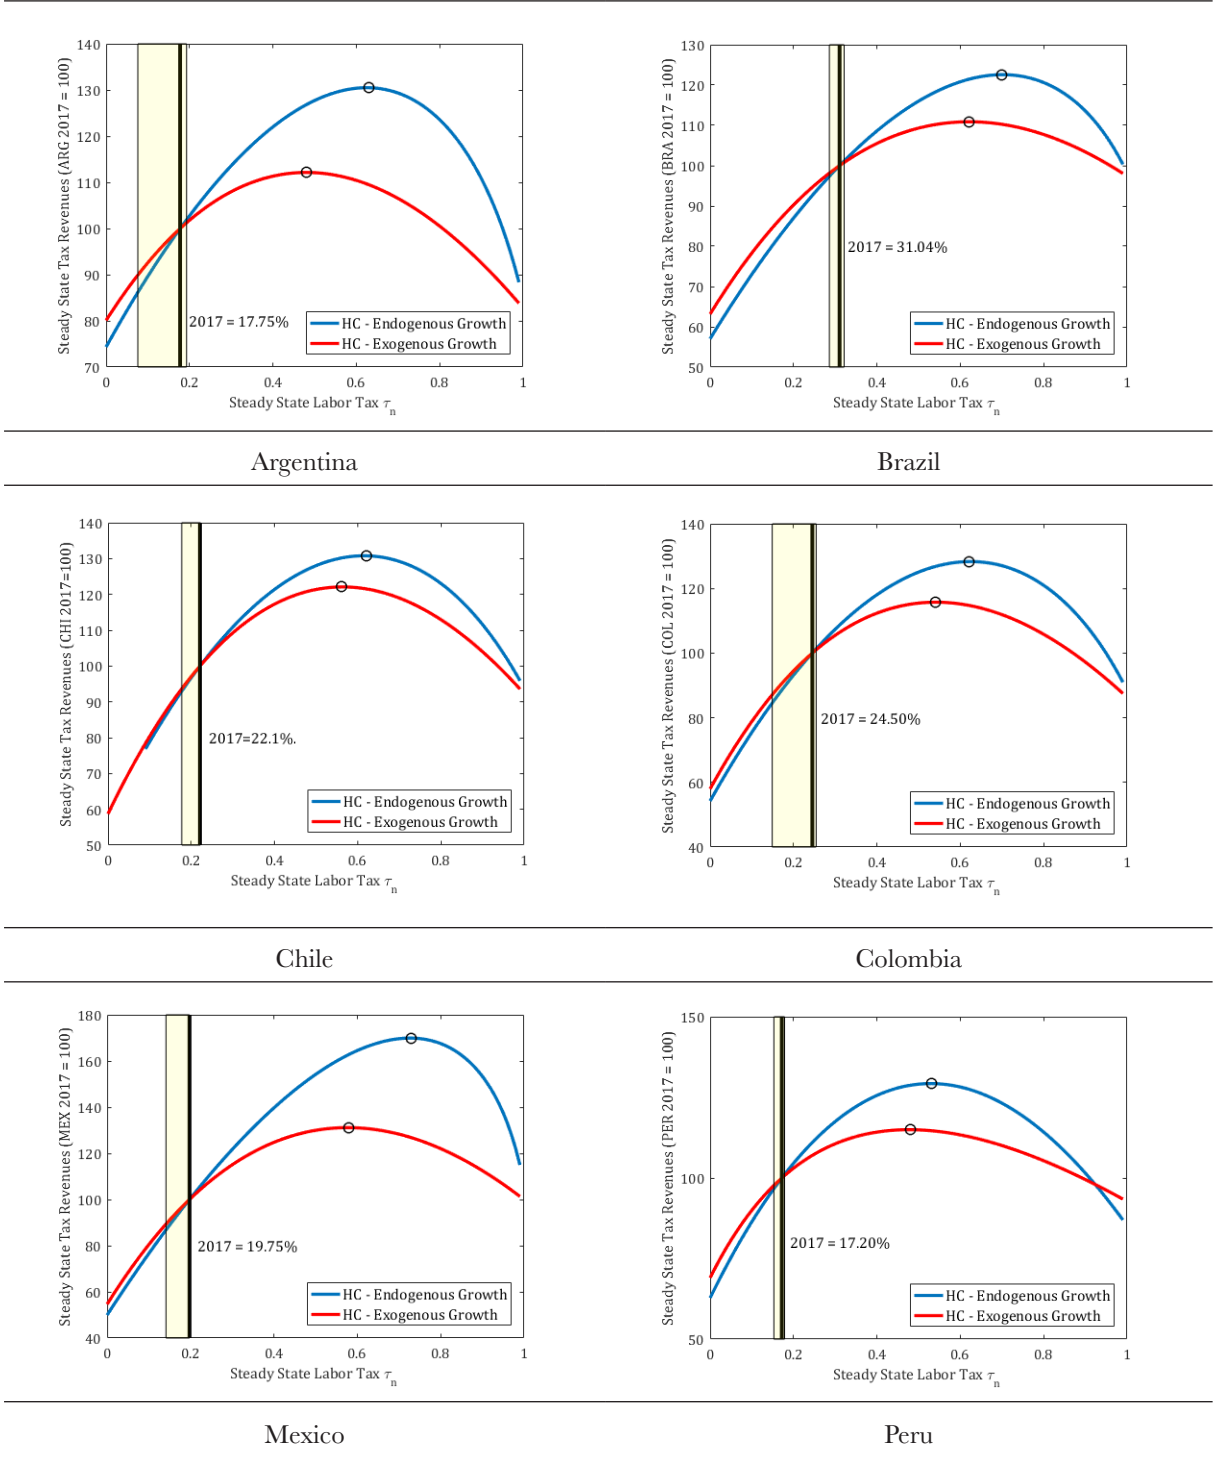 140
130
120
110
100
90
80
70
0
0.2
0.4
0.6
0.8
1
Steady State Tax Revenues (ARG 2017 = 100)
2017 = 17.75%
HC - Endogenous Growth
HC - Exogenous Growth
Steady State Labor Tax τn
130
120
110
100
90
80
70
60
50
0
0.2
0.4
0.6
0.8
1
Steady State Tax Revenues (BRA 2017 = 100)
2017 = 31.04%
HC - Endogenous Growth
HC - Exogenous Growth
Steady State Labor Tax τn
Argentina
Brazil
140
130
120
110
100
90
80
70
60
50
0
0.2
0.4
0.6
0.8
1
Steady State Tax Revenues (CHI 2017=100)
2017=22.1%.
HC - Endogenous Growth
HC - Exogenous Growth
Steady State Labor Tax τn
140
120
100
80
60
40
0
0.2
0.4
0.6
0.8
1
Steady State Tax Revenues (COL 2017 = 100)
2017 = 24.50%
HC - Endogenous Growth
HC - Exogenous Growth
Steady State Labor Tax τn
Chile
Colombia
180
160
140
120
100
80
60
40
0
0.2
0.4
0.6
0.8
1
Steady State Tax Revenues (MEX 2017 = 100)
2017 = 19.75%
HC - Endogenous Growth
HC - Exogenous Growth
Steady State Labor Tax τn
150
100
50
0
0.2
0.4
0.6
0.8
1
Steady State Tax Revenues (PER 2017 = 100)
2017 = 17.20%
HC - Endogenous Growth
HC - Exogenous Growth
Steady State Labor Tax τn
Mexico
Peru